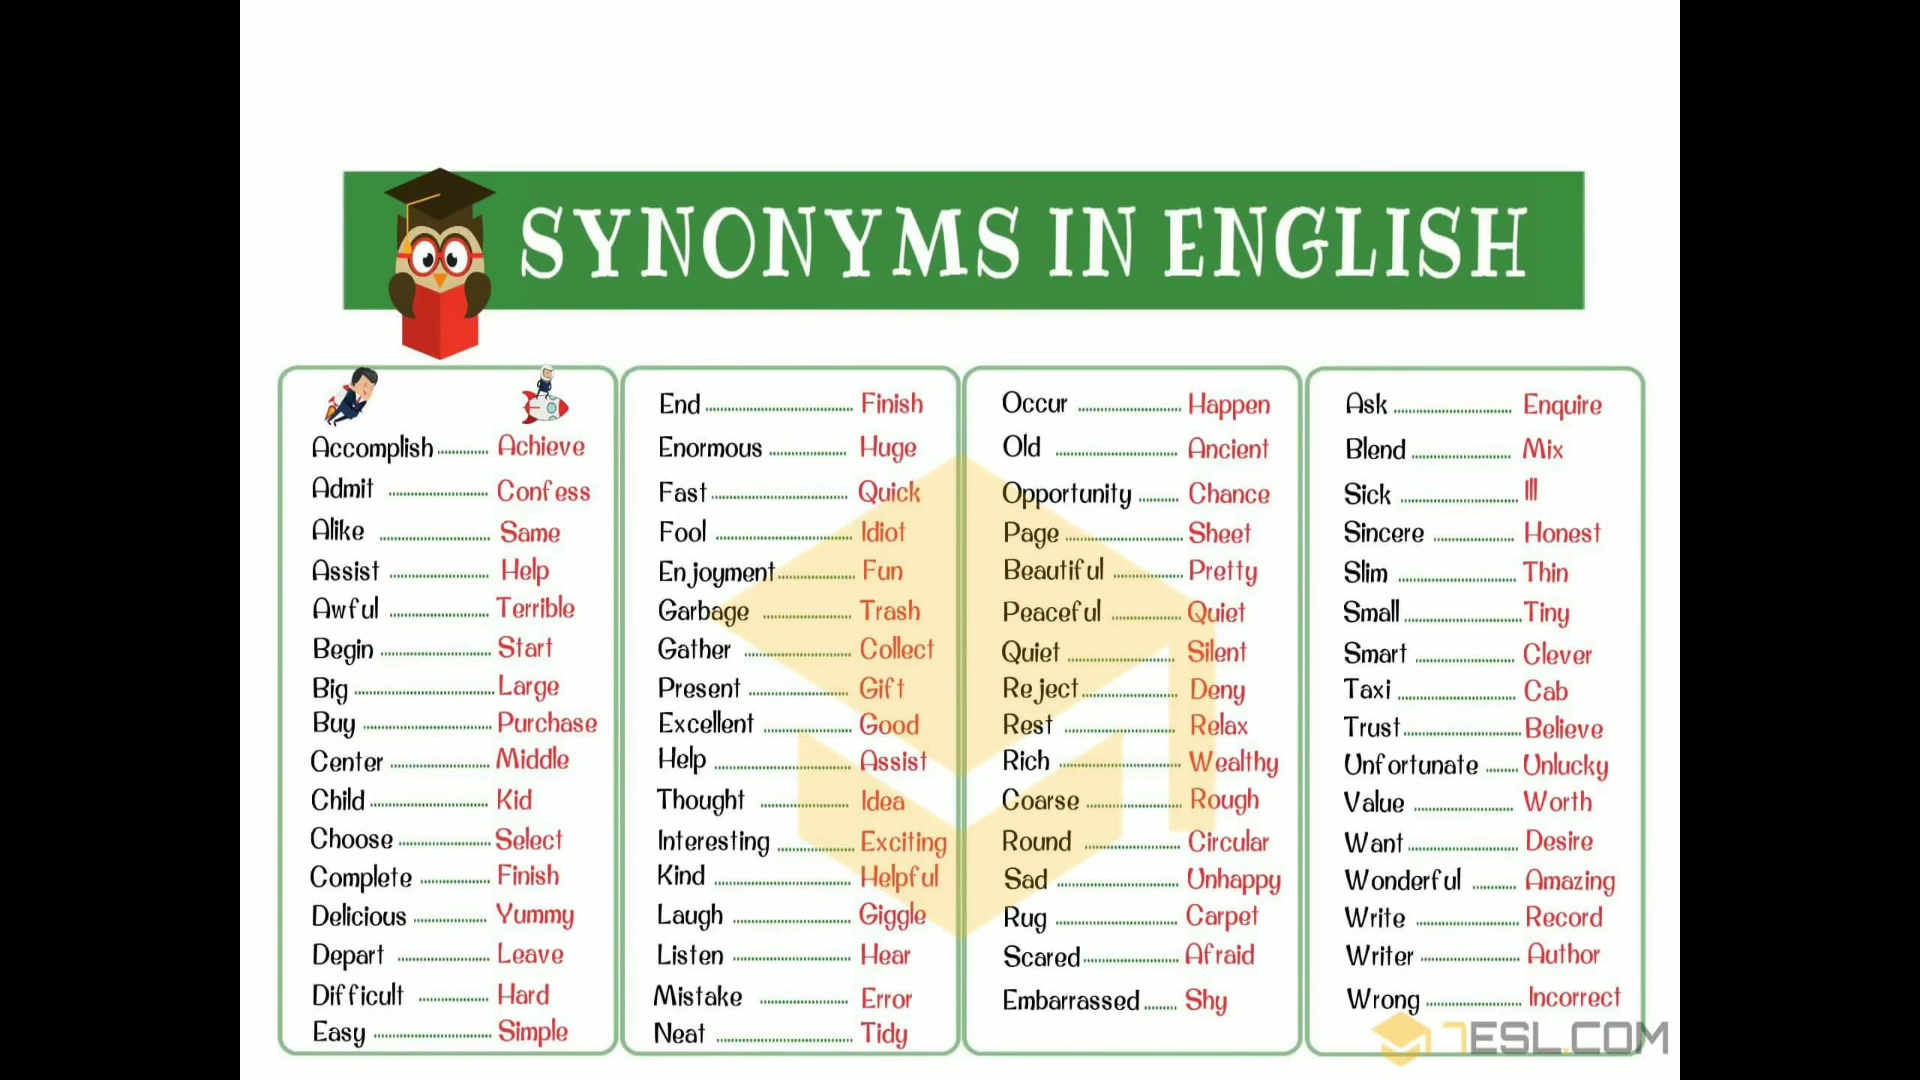 SYNONYMS IN ENGLISH
Accomplish ........ Achieve
Admit ........ Confess
Alike ........ Same
Assist ........ Help
Awful ........ Terrible
Begin ........ Start
Big ........ Large
Buy ........ Purchase
Center ........ Middle
Child ........ Kid
Choose ........ Select
Complete ........ Finish
Delicious ........ Yummy
Depart ........ Leave
Difficult ........ Hard
Easy ........ Simple
End ........ Finish
Enormous ........ Huge
Fast ........ Quick
Fool ........ Idiot
Enjoyment ........ Fun
Garbage ........ Trash
Gather ........ Collect
Present ........ Gift
Excellent ........ Good
Help ........ Assist
Thought ........ Idea
Interesting ........ Exciting
Kind ........ Helpful
Laugh ........ Giggle
Listen ........ Hear
Mistake ........ Error
Neat ........ Tidy
Occur ........ Happen
Old ........ Ancient
Opportunity ........ Chance
Page ........ Sheet
Beautiful ........ Pretty
Peaceful ........ Quiet
Quiet ........ Silent
Reject ........ Deny
Rest ........ Relax
Rich ........ Wealthy
Coarse ........ Rough
Round ........ Circular
Sad ........ Unhappy
Rug ........ Carpet
Scared ........ Afraid
Embarrassed ........ Shy
Ask ........ Enquire
Blend ........ Mix
Sick ........ Ill
Sincere ........ Honest
Slim ........ Thin
Small ........ Tiny
Smart ........ Clever
Taxi ........ Cab
Trust ........ Believe
Unfortunate ........ Unlucky
Value ........ Worth
Want ........ Desire
Wonderful ........ Amazing
Write ........ Record
Writer ........ Author
Wrong ........ Incorrect
7ESL.COM